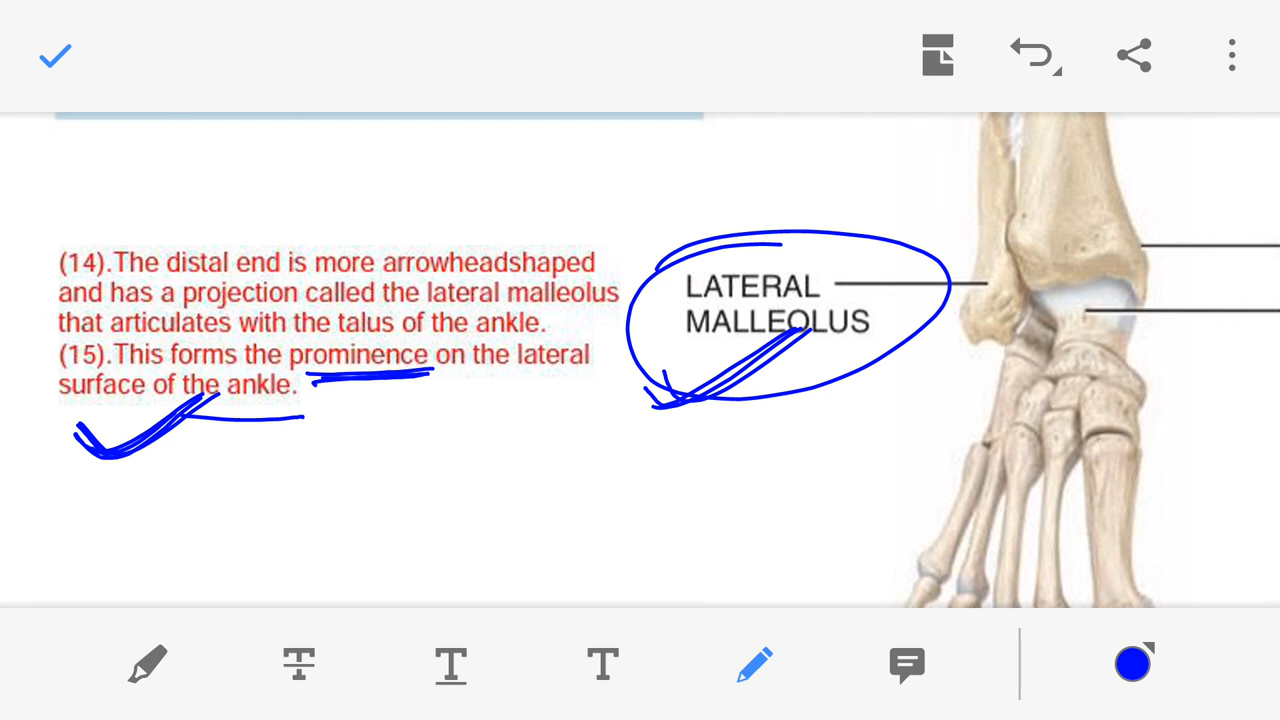 (14).The distal end is more arrowheadshaped
and has a projection called the lateral malleolus
that articulates with the talus of the ankle.
(15).This forms the prominence on the lateral
surface of the ankle.
LATERAL
MALLEOLUS